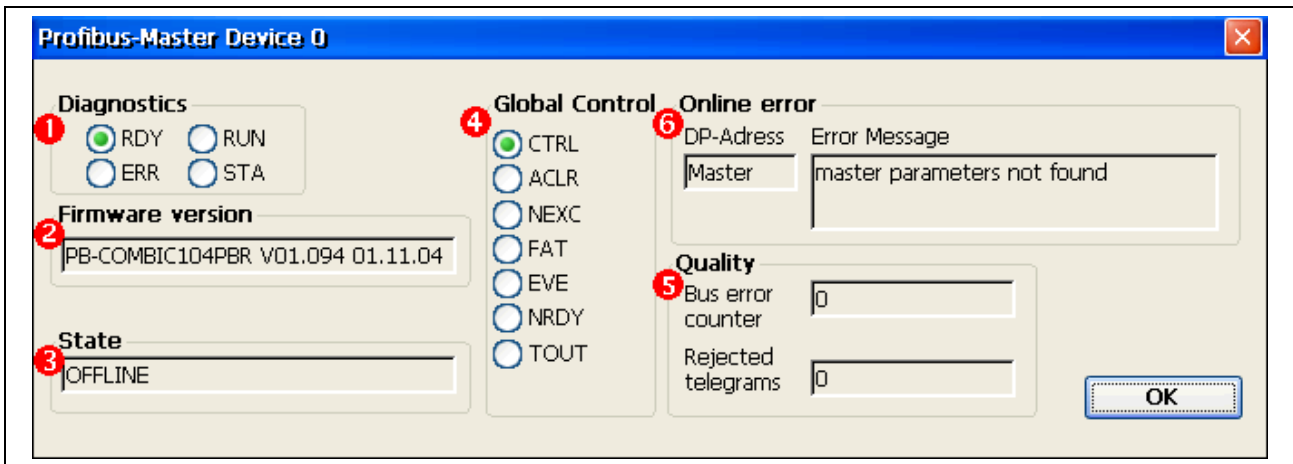 Profibus-Master Device 0
Diagnostics
1
RDY RUN
ERR STA
Firmware version
2
PB-COMBIC104PBR V01.094 01.11.04
State
3
OFFLINE
Global Control
4
CTRL
ACLR
NEXC
FAT
EVE
NRDY
TOUT
Online error
6
DP-Adress Error Message
Master master parameters not found
Quality
5
Bus error
counter
0
Rejected
telegrams
0
OK